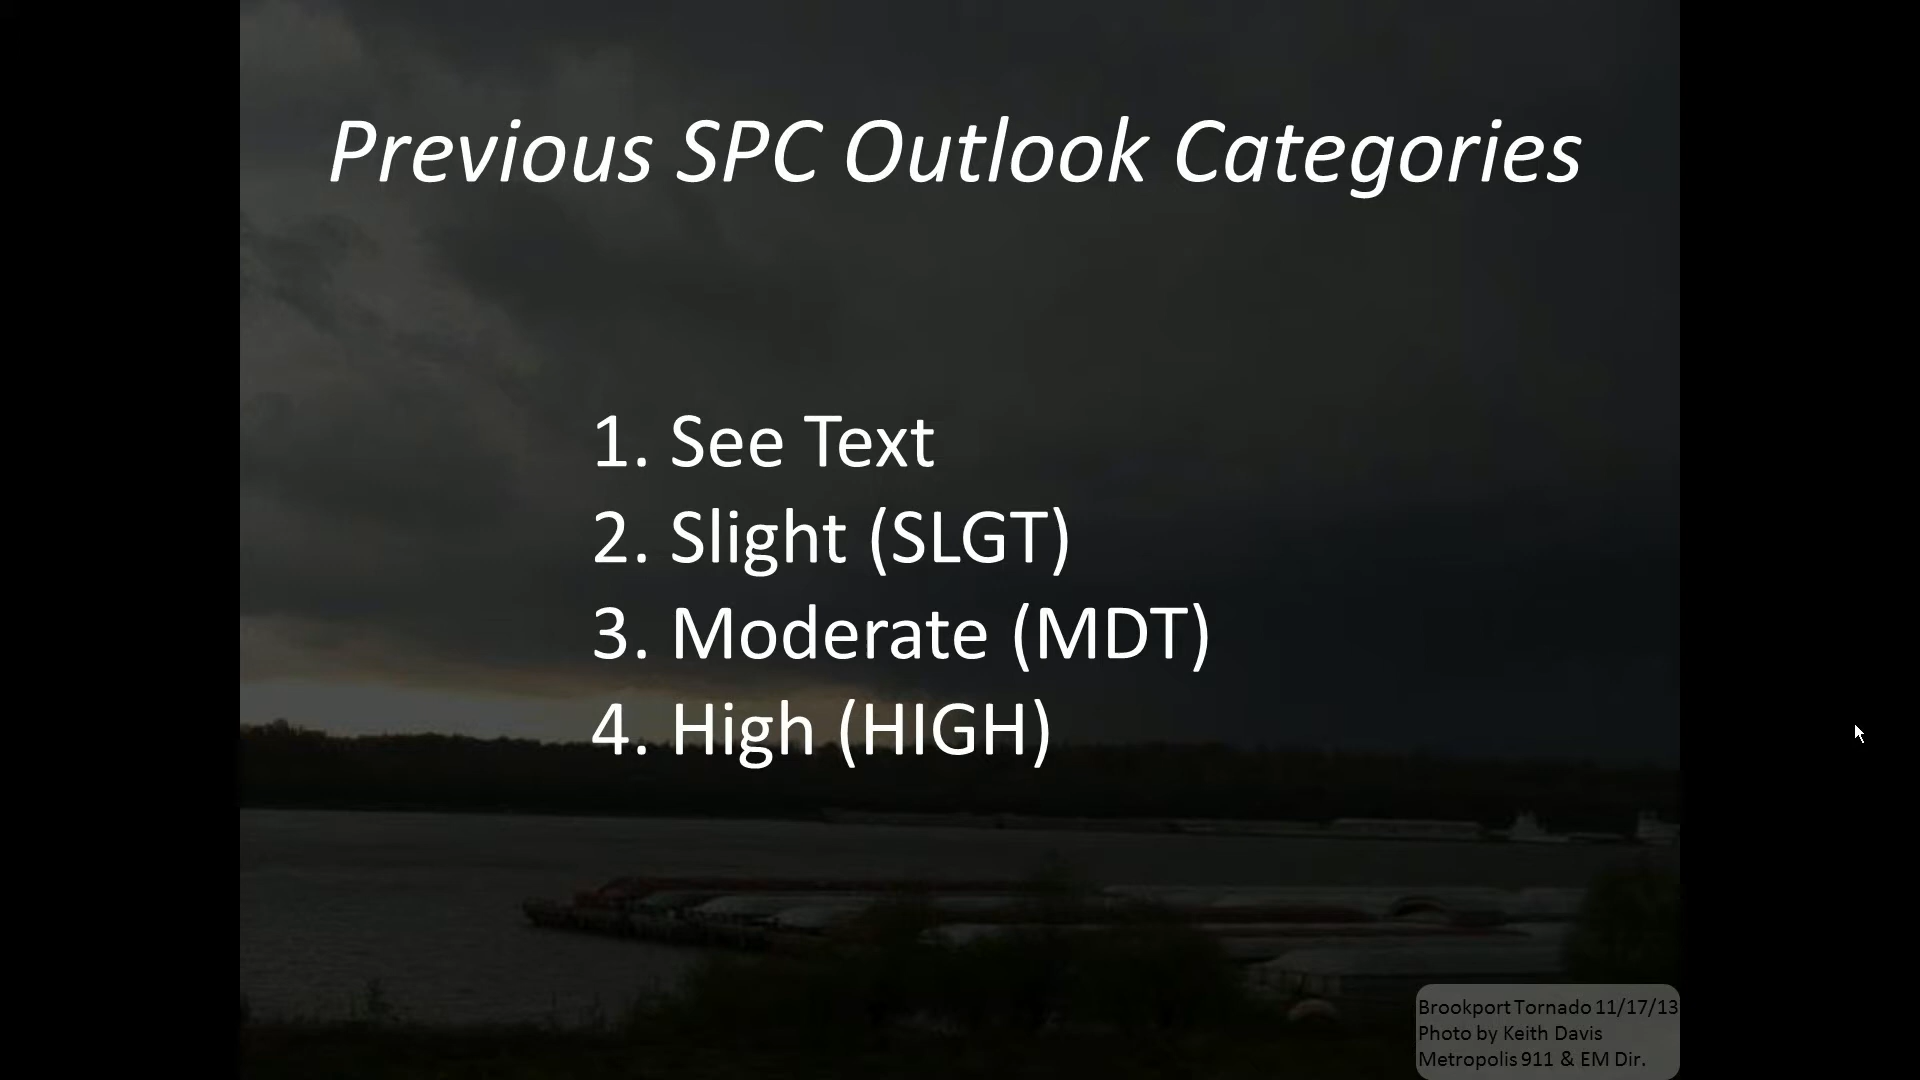 Previous SPC Outlook Categories
1. See Text
2. Slight (SLGT)
3. Moderate (MDT)
4. High (HIGH)
Brookport Tornado 11/17/13
Photo by Keith Davis
Metropolis 911 & EM Dir.